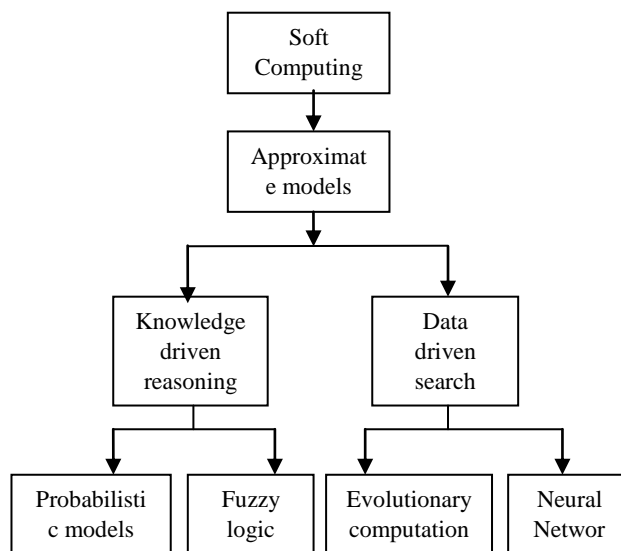 Soft
Computing
Approximat
e models
Knowledge
driven
reasoning
Data
driven
search
Probabilisti
c models
Fuzzy
logic
Evolutionary
computation
Neural
Networ